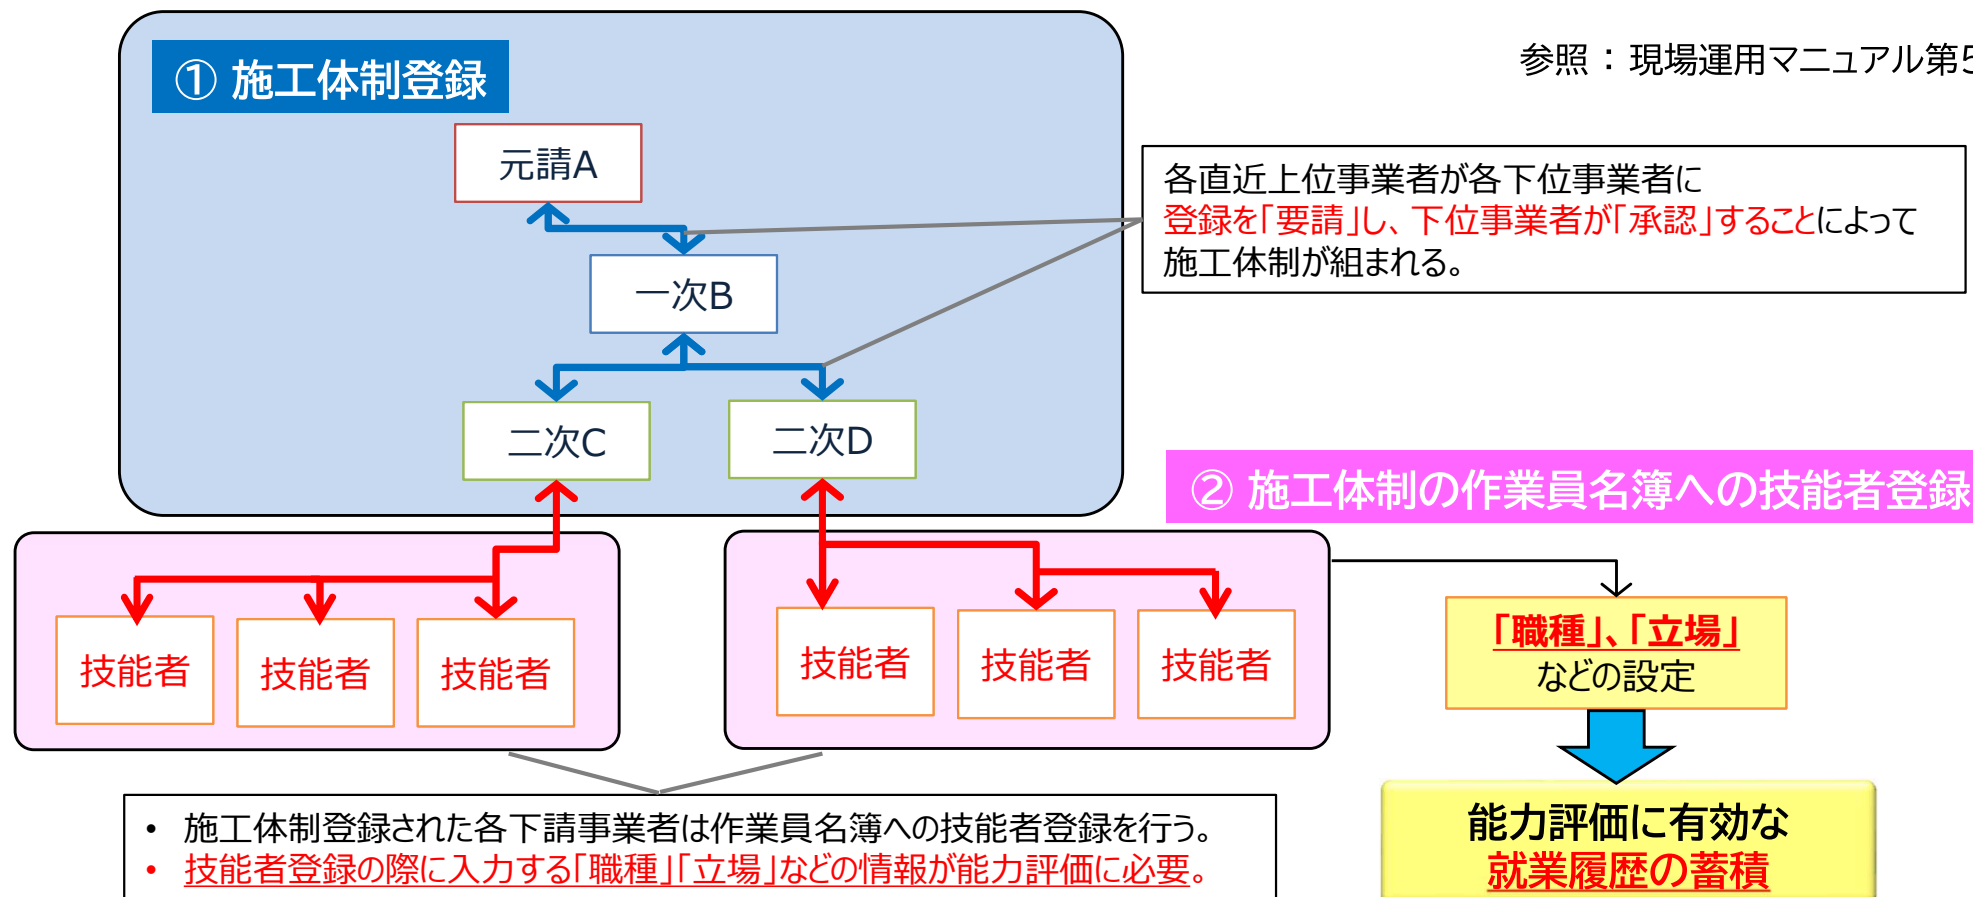 ① 施工体制登録
参照：現場運用マニュアル第5
元請A
各直近上位事業者が各下位事業者に
登録を「要請」し、下位事業者が「承認」することによって
施工体制が組まれる。
一次B
二次C
二次D
② 施工体制の作業員名簿への技能者登録
技能者
技能者
技能者
技能者
技能者
技能者
「職種」、「立場」
などの設定
• 施工体制登録された各下請事業者は作業員名簿への技能者登録を行う。
• 技能者登録の際に入力する「職種」「立場」などの情報が能力評価に必要。
能力評価に有効な
就業履歴の蓄積